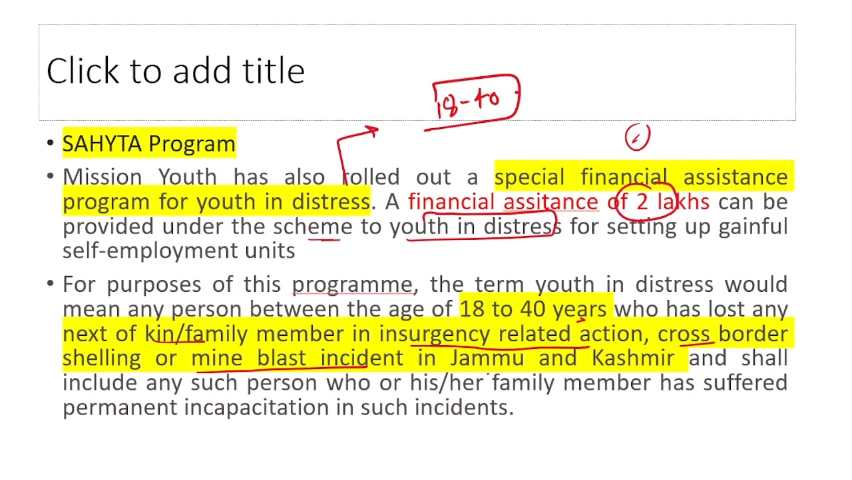 Click to add title
18-40
• SAHYTA Program
• Mission Youth has also rolled out a special financial assistance
program for youth in distress. A financial assitance of 2 lakhs can be
provided under the scheme to youth in distress for setting up gainful
self-employment units
• For purposes of this programme, the term youth in distress would
mean any person between the age of 18 to 40 years who has lost any
next of kin/family member in insurgency related action, cross border
shelling or mine blast incident in Jammu and Kashmir and shall
include any such person who or his/her family member has suffered
permanent incapacitation in such incidents.